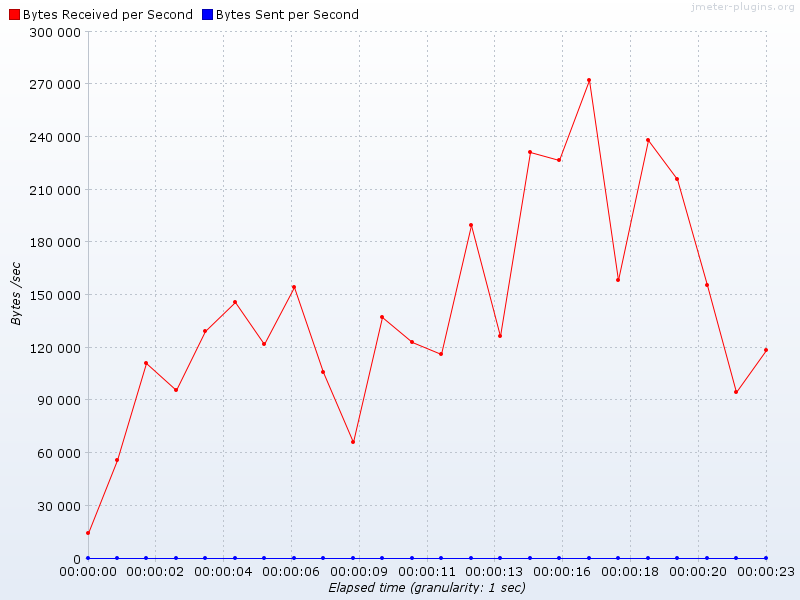 jmeter-plugins.org
Bytes Received per Second Bytes Sent per Second
300 000
270 000
240 000
210 000
180 000
150 000
120 000
90 000
60 000
30 000
0
Bytes /sec
00:00:00 00:00:02 00:00:04 00:00:06 00:00:09 00:00:11 00:00:13 00:00:16 00:00:18 00:00:20 00:00:23
Elapsed time (granularity: 1 sec)